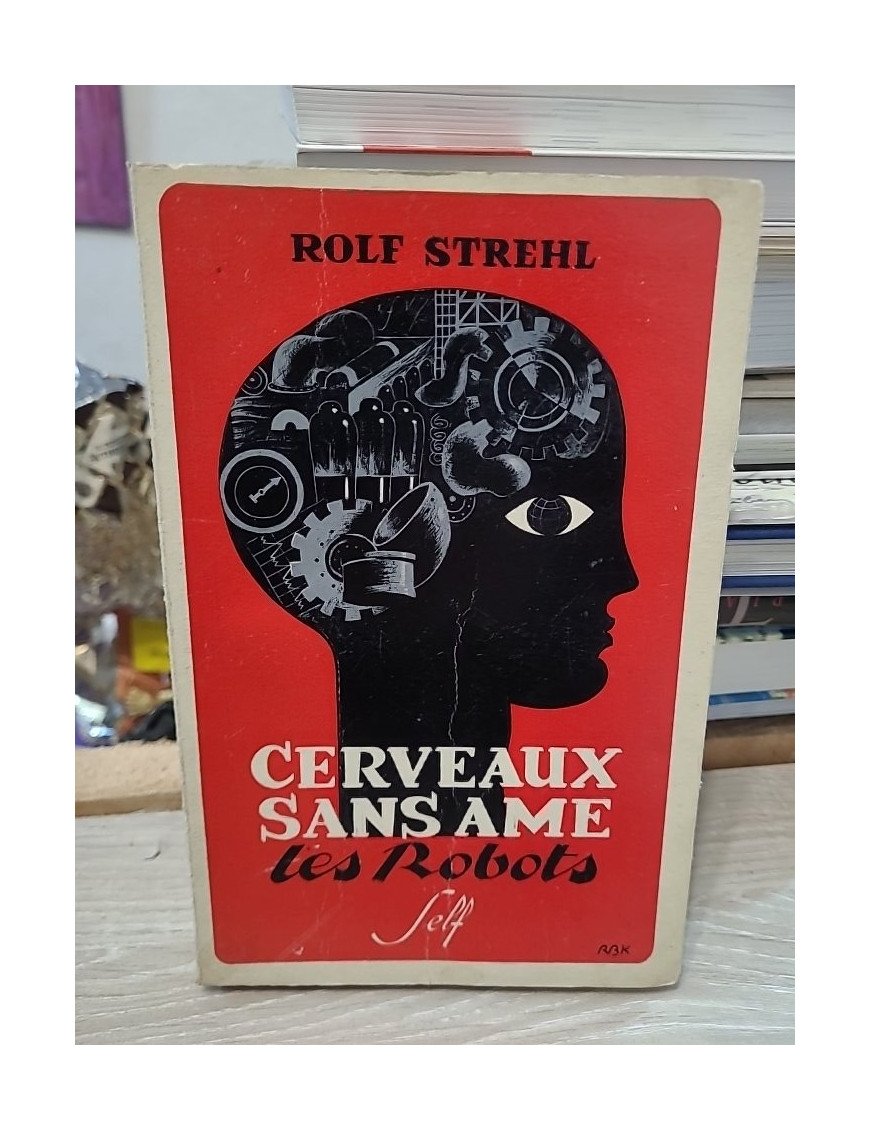 ROLF STREHL
CERVEAUX
SANS AME
les Robots
Self
RBK